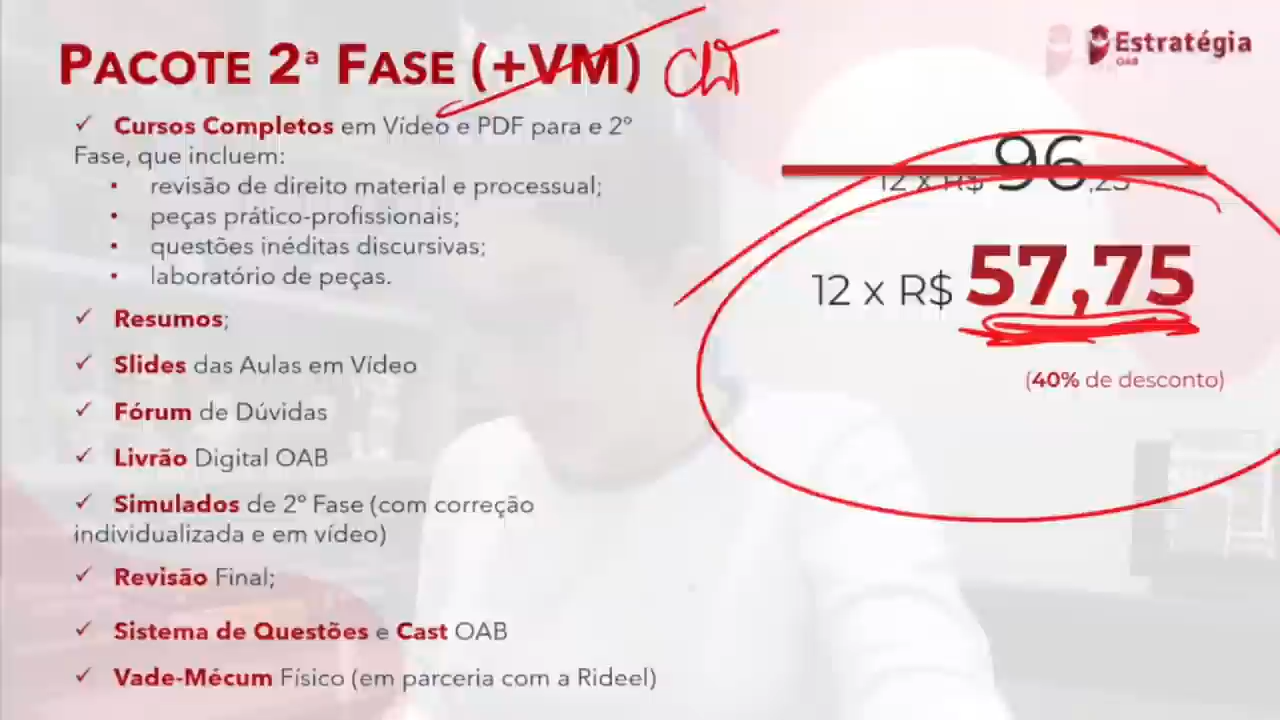 PACOTE 2ª FASE (+VM)
Estratégia
OAB
✓ Cursos Completos em Vídeo e PDF para e 2º
Fase, que incluem:
• revisão de direito material e processual;
• peças prático-profissionais;
• questões inéditas discursivas;
• laboratório de peças.
✓ Resumos;
✓ Slides das Aulas em Vídeo
✓ Fórum de Dúvidas
✓ Livrão Digital OAB
✓ Simulados de 2º Fase (com correção
individualizada e em vídeo)
✓ Revisão Final;
✓ Sistema de Questões e Cast OAB
✓ Vade-Mécum Físico (em parceria com a Rideel)
12 x R$ 96,25
12 x R$ 57,75
(40% de desconto)